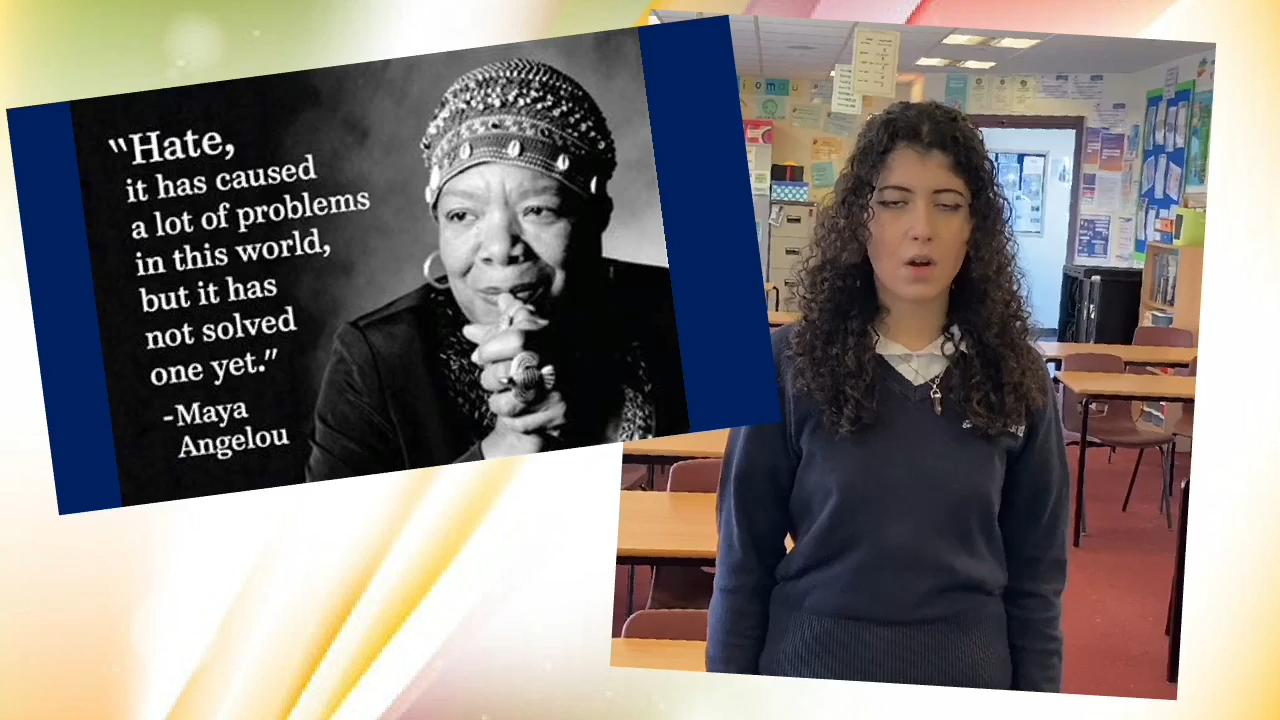 “Hate,
it has caused
a lot of problems
in this world,
but it has
not solved
one yet.”
-Maya
Angelou